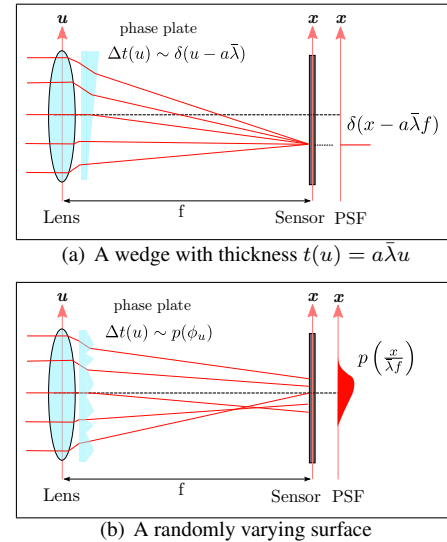 u
x
x
phase plate
Δt(u) ∼ δ(u − aλ̄)
δ(x − aλ̄f)
f
Lens
Sensor
PSF
(a) A wedge with thickness t(u) = aλ̄u
u
x
x
phase plate
Δt(u) ∼ p(ϕ_u)
p(x/λ̄f)
f
Lens
Sensor
PSF
(b) A randomly varying surface